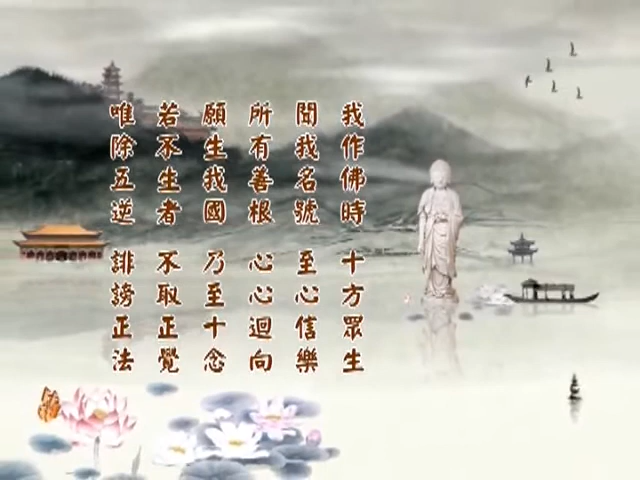 我作佛時 十方眾生
聞我名號 至心信樂
所有善根 心心迴向
願生我國 乃至十念
若不生者 不取正覺
唯除五逆 誹謗正法